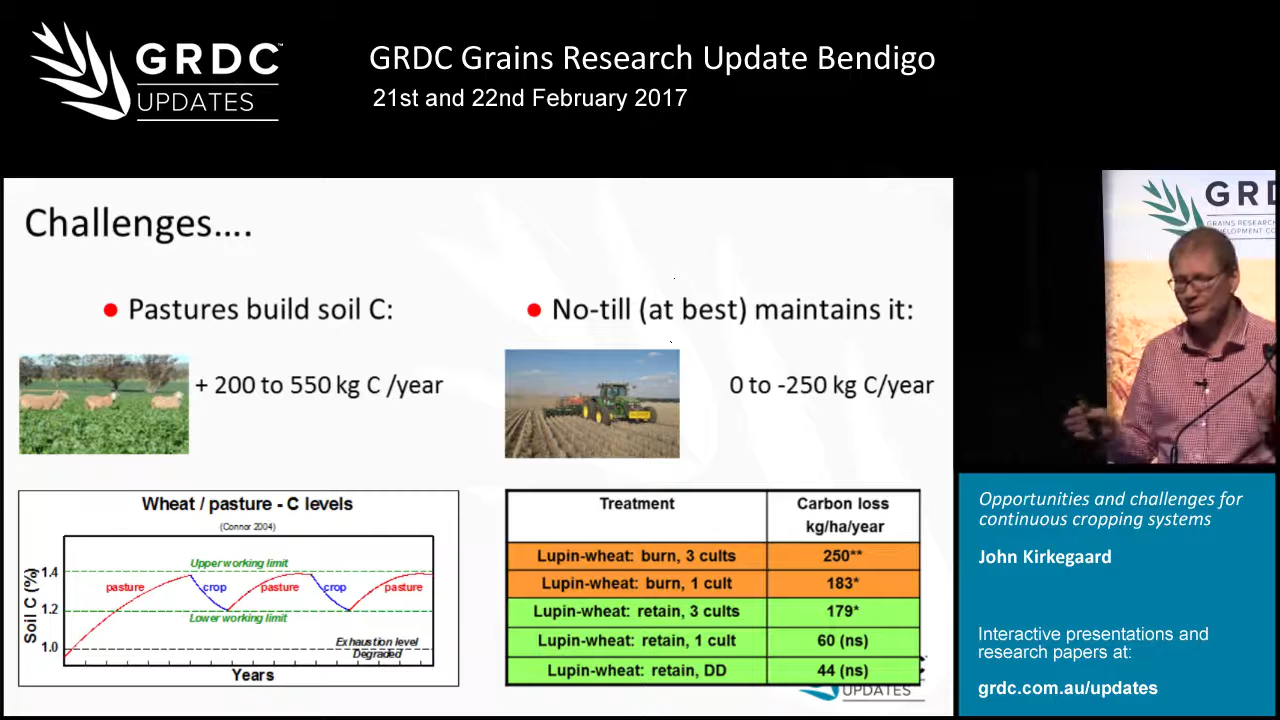 GRDC™
UPDATES
GRDC Grains Research Update Bendigo
21st and 22nd February 2017
Challenges....
● Pastures build soil C:
+ 200 to 550 kg C /year
● No-till (at best) maintains it:
0 to -250 kg C/year
Wheat / pasture - C levels
(Connor 2004)
Soil C (%)
1.4
1.2
1.0
Upper working limit
pasture
crop
pasture
crop
pasture
Lower working limit
Exhaustion level
Degraded
Years
Treatment Carbon loss
kg/ha/year
Lupin-wheat: burn, 3 cults 250**
Lupin-wheat: burn, 1 cult 183*
Lupin-wheat: retain, 3 cults 179*
Lupin-wheat: retain, 1 cult 60 (ns)
Lupin-wheat: retain, DD 44 (ns)
UPDATES
GRD
GRAINS RESEARC
Opportunities and challenges for
continuous cropping systems
John Kirkegaard
Interactive presentations and
research papers at:
grdc.com.au/updates